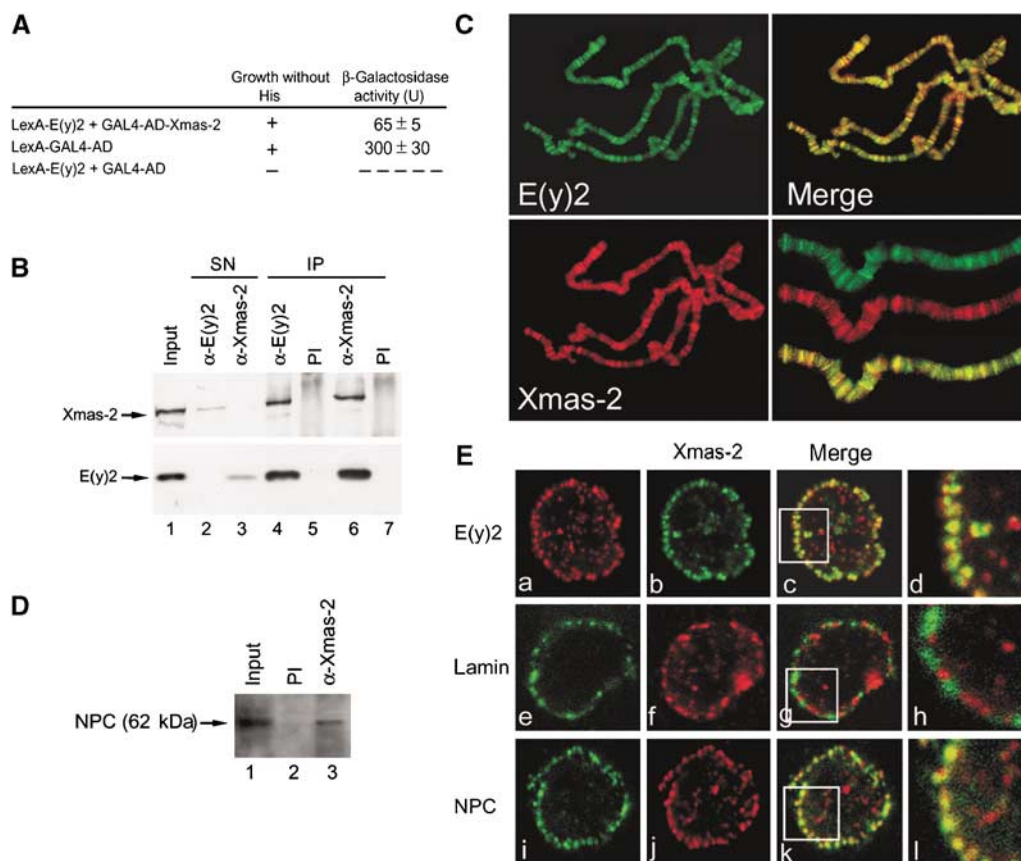 A
Growth without His
β-Galactosidase activity (U)
LexA-E(y)2 + GAL4-AD-Xmas-2 + 65 ± 5
LexA-GAL4-AD + 300 ± 30
LexA-E(y)2 + GAL4-AD − − − − − −
B
SN IP
Input α-E(y)2 α-Xmas-2 α-E(y)2 PI α-Xmas-2 PI
Xmas-2
E(y)2
1 2 3 4 5 6 7
C
E(y)2
Merge
Xmas-2
D
Input PI α-Xmas-2
NPC (62 kDa)
1 2 3
E
Xmas-2 Merge
E(y)2
a b c d
Lamin
e f g h
NPC
i j k l